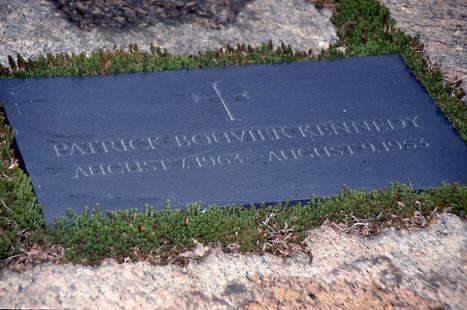 PATRICK BOUVIER KENNEDY
AUGUST 7, 1963 AUGUST 9, 1963